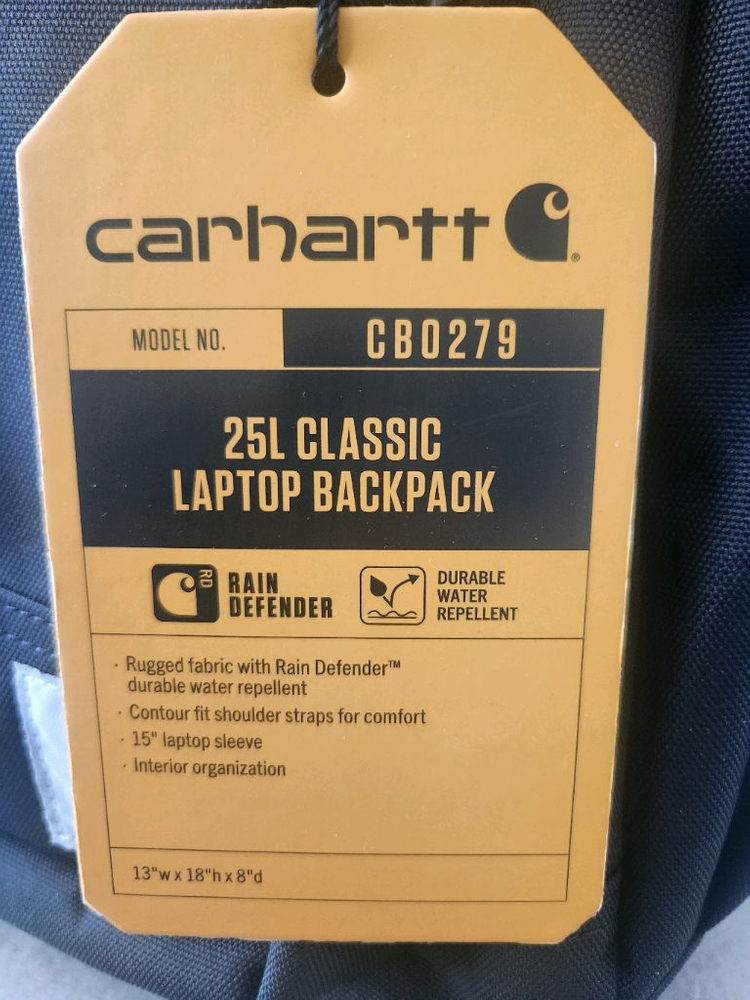 carhartt ®
MODEL NO. CB0279
25L CLASSIC
LAPTOP BACKPACK
RD RAIN
DEFENDER
DURABLE
WATER
REPELLENT
· Rugged fabric with Rain Defender™
durable water repellent
· Contour fit shoulder straps for comfort
· 15" laptop sleeve
· Interior organization
13"w x 18"h x 8"d